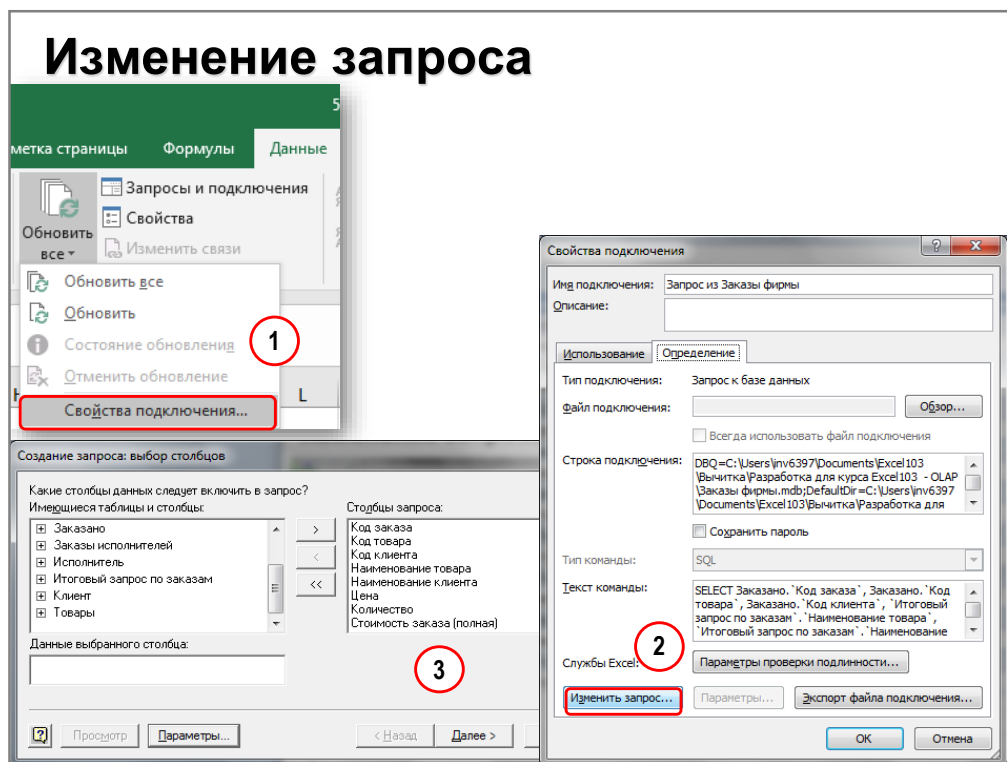 Изменение запроса
5
метка страницы Формулы Данные
Обновить все
Запросы и подключения
Свойства
Изменить связи
Обновить все
Обновить
Состояние обновления
Отменить обновление
Свойства подключения...
1
L
Создание запроса: выбор столбцов
Какие столбцы данных следует включить в запрос?
Имеющиеся таблицы и столбцы:
Заказано
Заказы исполнителей
Исполнитель
Итоговый запрос по заказам
Клиент
Товары
>
<
<<
Столбцы запроса:
Код заказа
Код товара
Код клиента
Наименование товара
Наименование клиента
Цена
Количество
Стоимость заказа (полная)
Данные выбранного столбца:
3
Просмотр Параметры... < Назад Далее >
Свойства подключения
Имя подключения: Запрос из Заказы фирмы
Описание:
Использование Определение
Тип подключения: Запрос к базе данных
Файл подключения: Обзор...
Всегда использовать файл подключения
Строка подключения: DBQ=C:\Users\inv6397\Documents\Excel103
\Вычитка\Разработка для курса Excel103 - OLAP
\Заказы фирмы.mdb;DefaultDir=C:\Users\inv6397
\Documents\Excel103\Вычитка\Разработка для
Сохранить пароль
Тип команды: SQL
Текст команды: SELECT Заказано.`Код заказа`, Заказано.`Код
товара`, Заказано.`Код клиента`, `Итоговый
запрос по заказам`.`Наименование товара`,
`Итоговый запрос по заказам`.`Наименование
2
Службы Excel: Параметры проверки подлинности...
Изменить запрос... Параметры... Экспорт файла подключения...
ОК Отмена